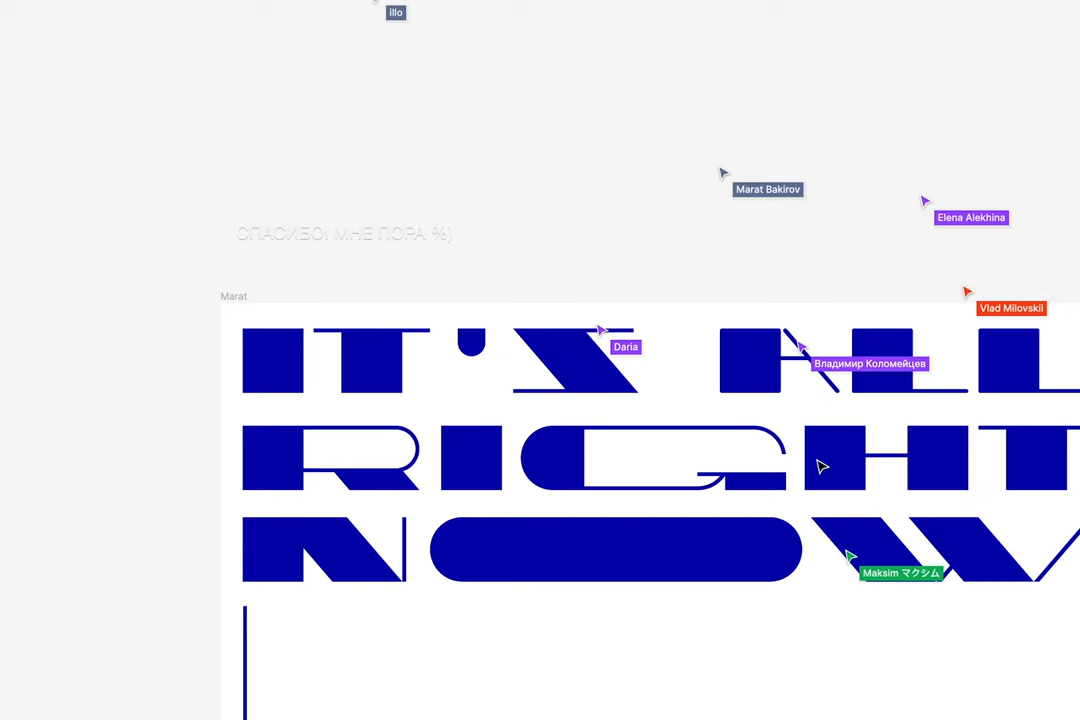 illo
Marat Bakirov
Elena Alekhina
СПАСИБО! МНЕ ПОРА %)
Marat
Vlad Milovskii
IT'S ALL
Daria
Владимир Коломейцев
RIGHT
NOW
Maksim マクシム